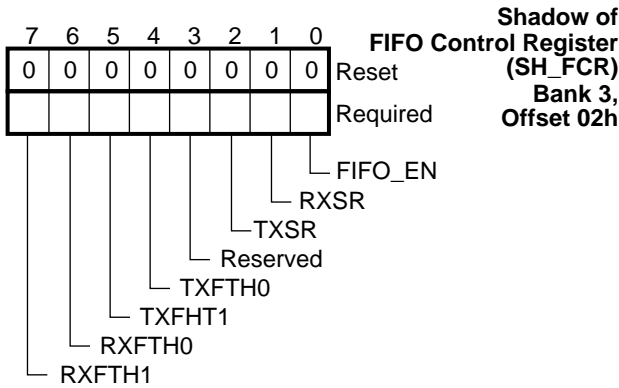 Shadow of
FIFO Control Register
(SH_FCR)
Bank 3,
Offset 02h
7 6 5 4 3 2 1 0
0 0 0 0 0 0 0 0 Reset
Required
FIFO_EN
RXSR
TXSR
Reserved
TXFTH0
TXFHT1
RXFTH0
RXFTH1